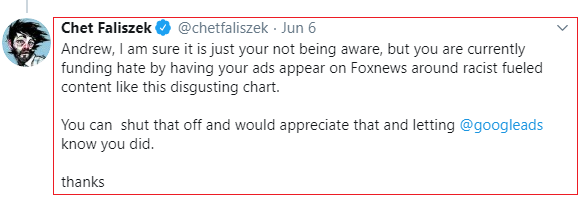 Chet Faliszek @chetfaliszek · Jun 6
Andrew, I am sure it is just your not being aware, but you are currently
funding hate by having your ads appear on Foxnews around racist fueled
content like this disgusting chart.
You can  shut that off and would appreciate that and letting @googleads
know you did.
thanks